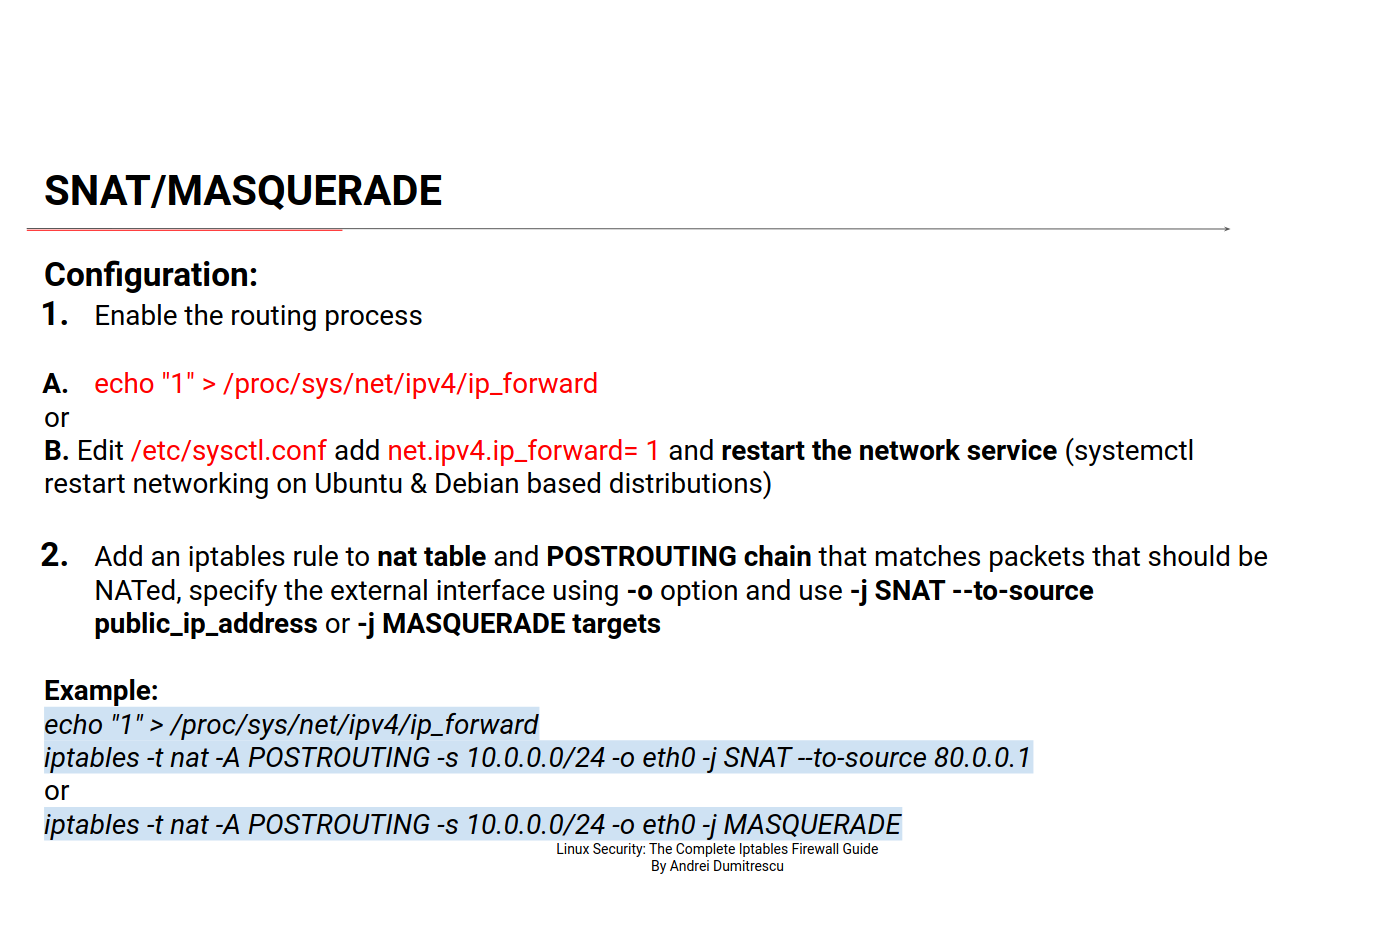 SNAT/MASQUERADE
Configuration:
1. Enable the routing process
A. echo "1" > /proc/sys/net/ipv4/ip_forward
or
B. Edit /etc/sysctl.conf add net.ipv4.ip_forward= 1 and restart the network service (systemctl
restart networking on Ubuntu & Debian based distributions)
2. Add an iptables rule to nat table and POSTROUTING chain that matches packets that should be
NATed, specify the external interface using -o option and use -j SNAT --to-source
public_ip_address or -j MASQUERADE targets
Example:
echo "1" > /proc/sys/net/ipv4/ip_forward
iptables -t nat -A POSTROUTING -s 10.0.0.0/24 -o eth0 -j SNAT --to-source 80.0.0.1
or
iptables -t nat -A POSTROUTING -s 10.0.0.0/24 -o eth0 -j MASQUERADE
Linux Security: The Complete Iptables Firewall Guide
By Andrei Dumitrescu